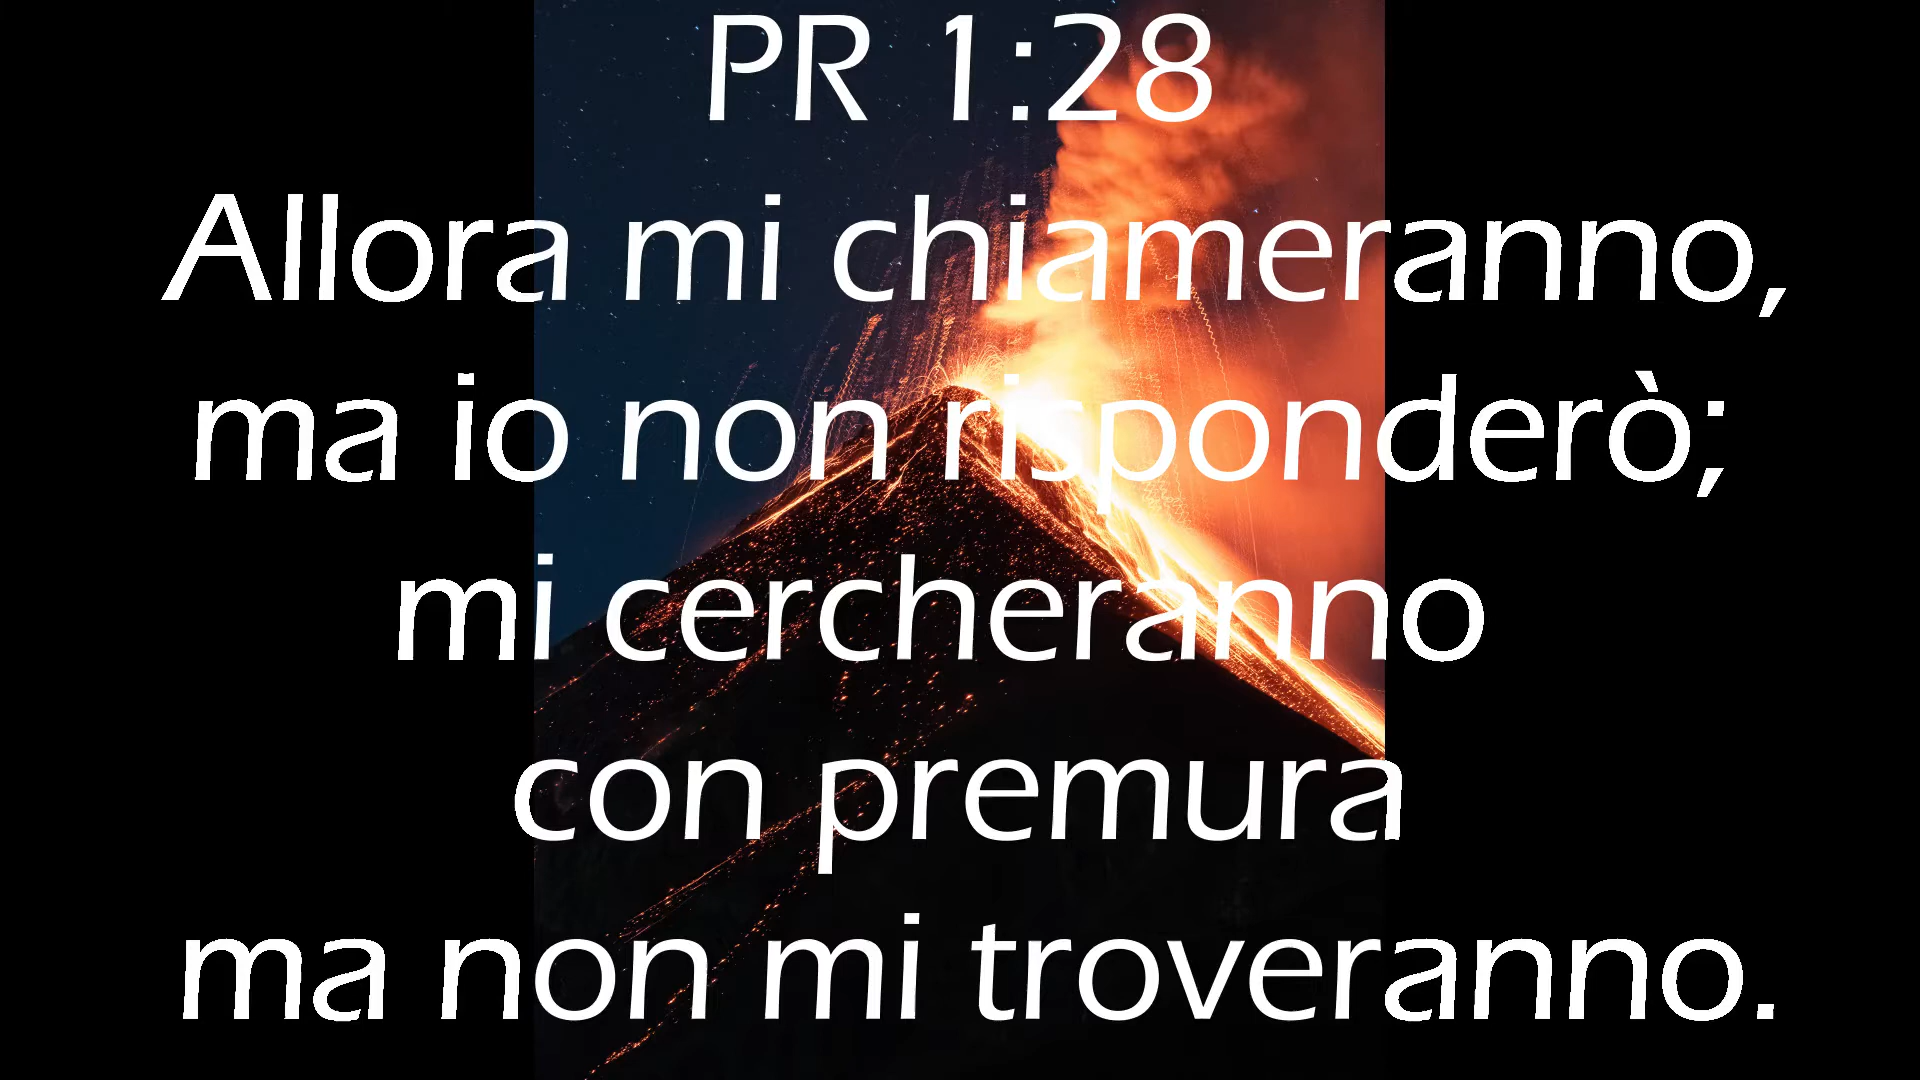 PR 1:28
Allora mi chiameranno,
ma io non risponderò;
mi cercheranno
con premura
ma non mi troveranno.